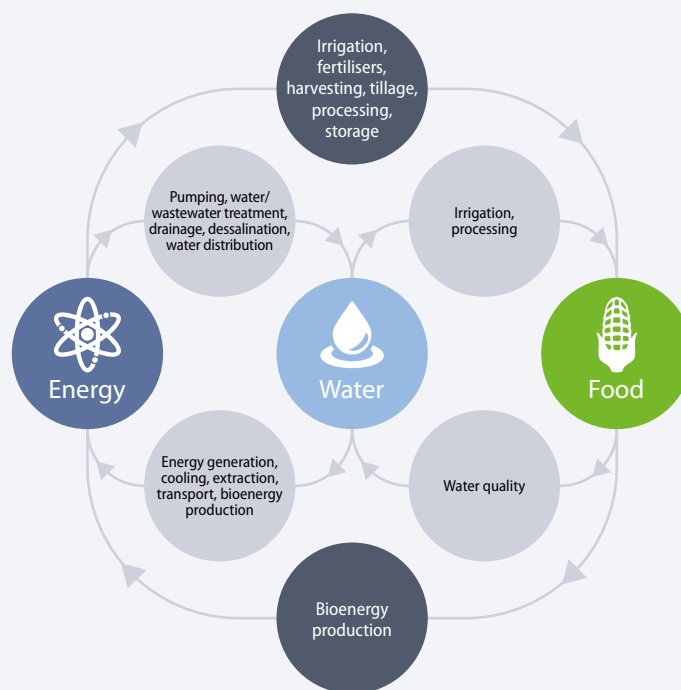 Irrigation,
fertilisers,
harvesting, tillage,
processing,
storage
Pumping, water/
wastewater treatment,
drainage, dessalination,
water distribution
Irrigation,
processing
Energy
Water
Food
Energy generation,
cooling, extraction,
transport, bioenergy
production
Water quality
Bioenergy
production